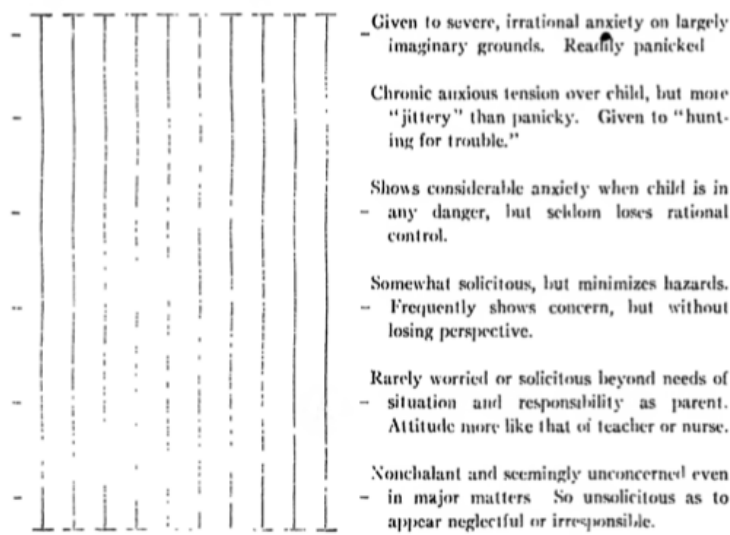 Given to severe, irrational anxiety on largely
imaginary grounds. Readily panicked
Chronic anxious tension over child, but more
"jittery" than panicky. Given to "hunt-
ing for trouble."
Shows considerable anxiety when child is in
any danger, but seldom loses rational
control.
Somewhat solicitous, but minimizes hazards.
Frequently shows concern, but without
losing perspective.
Rarely worried or solicitous beyond needs of
situation and responsibility as parent.
Attitude more like that of teacher or nurse.
Nonchalant and seemingly unconcerned even
in major matters So unsolicitous as to
appear neglectful or irresponsible.